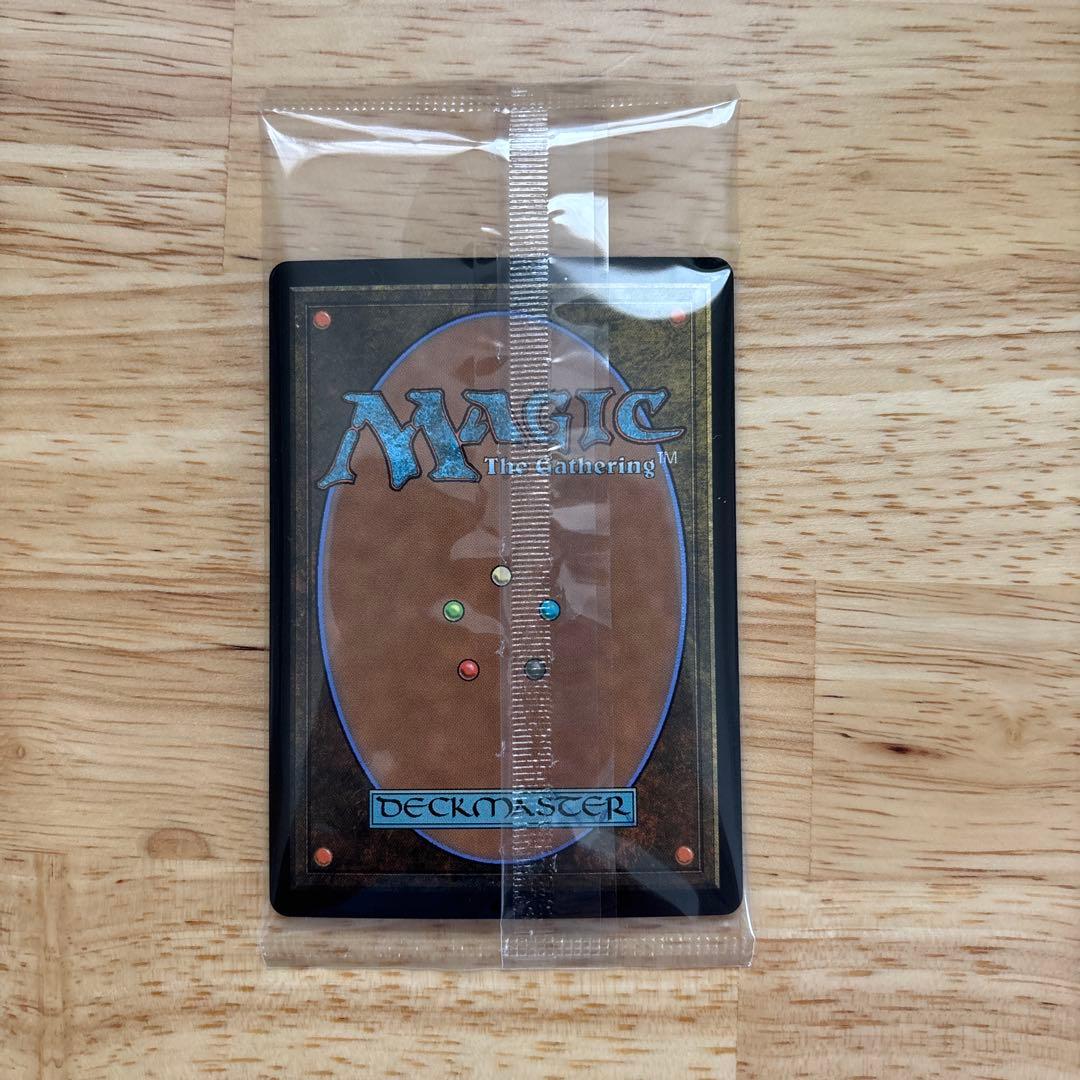 MAGIC
The Gathering™
DECKMASTER